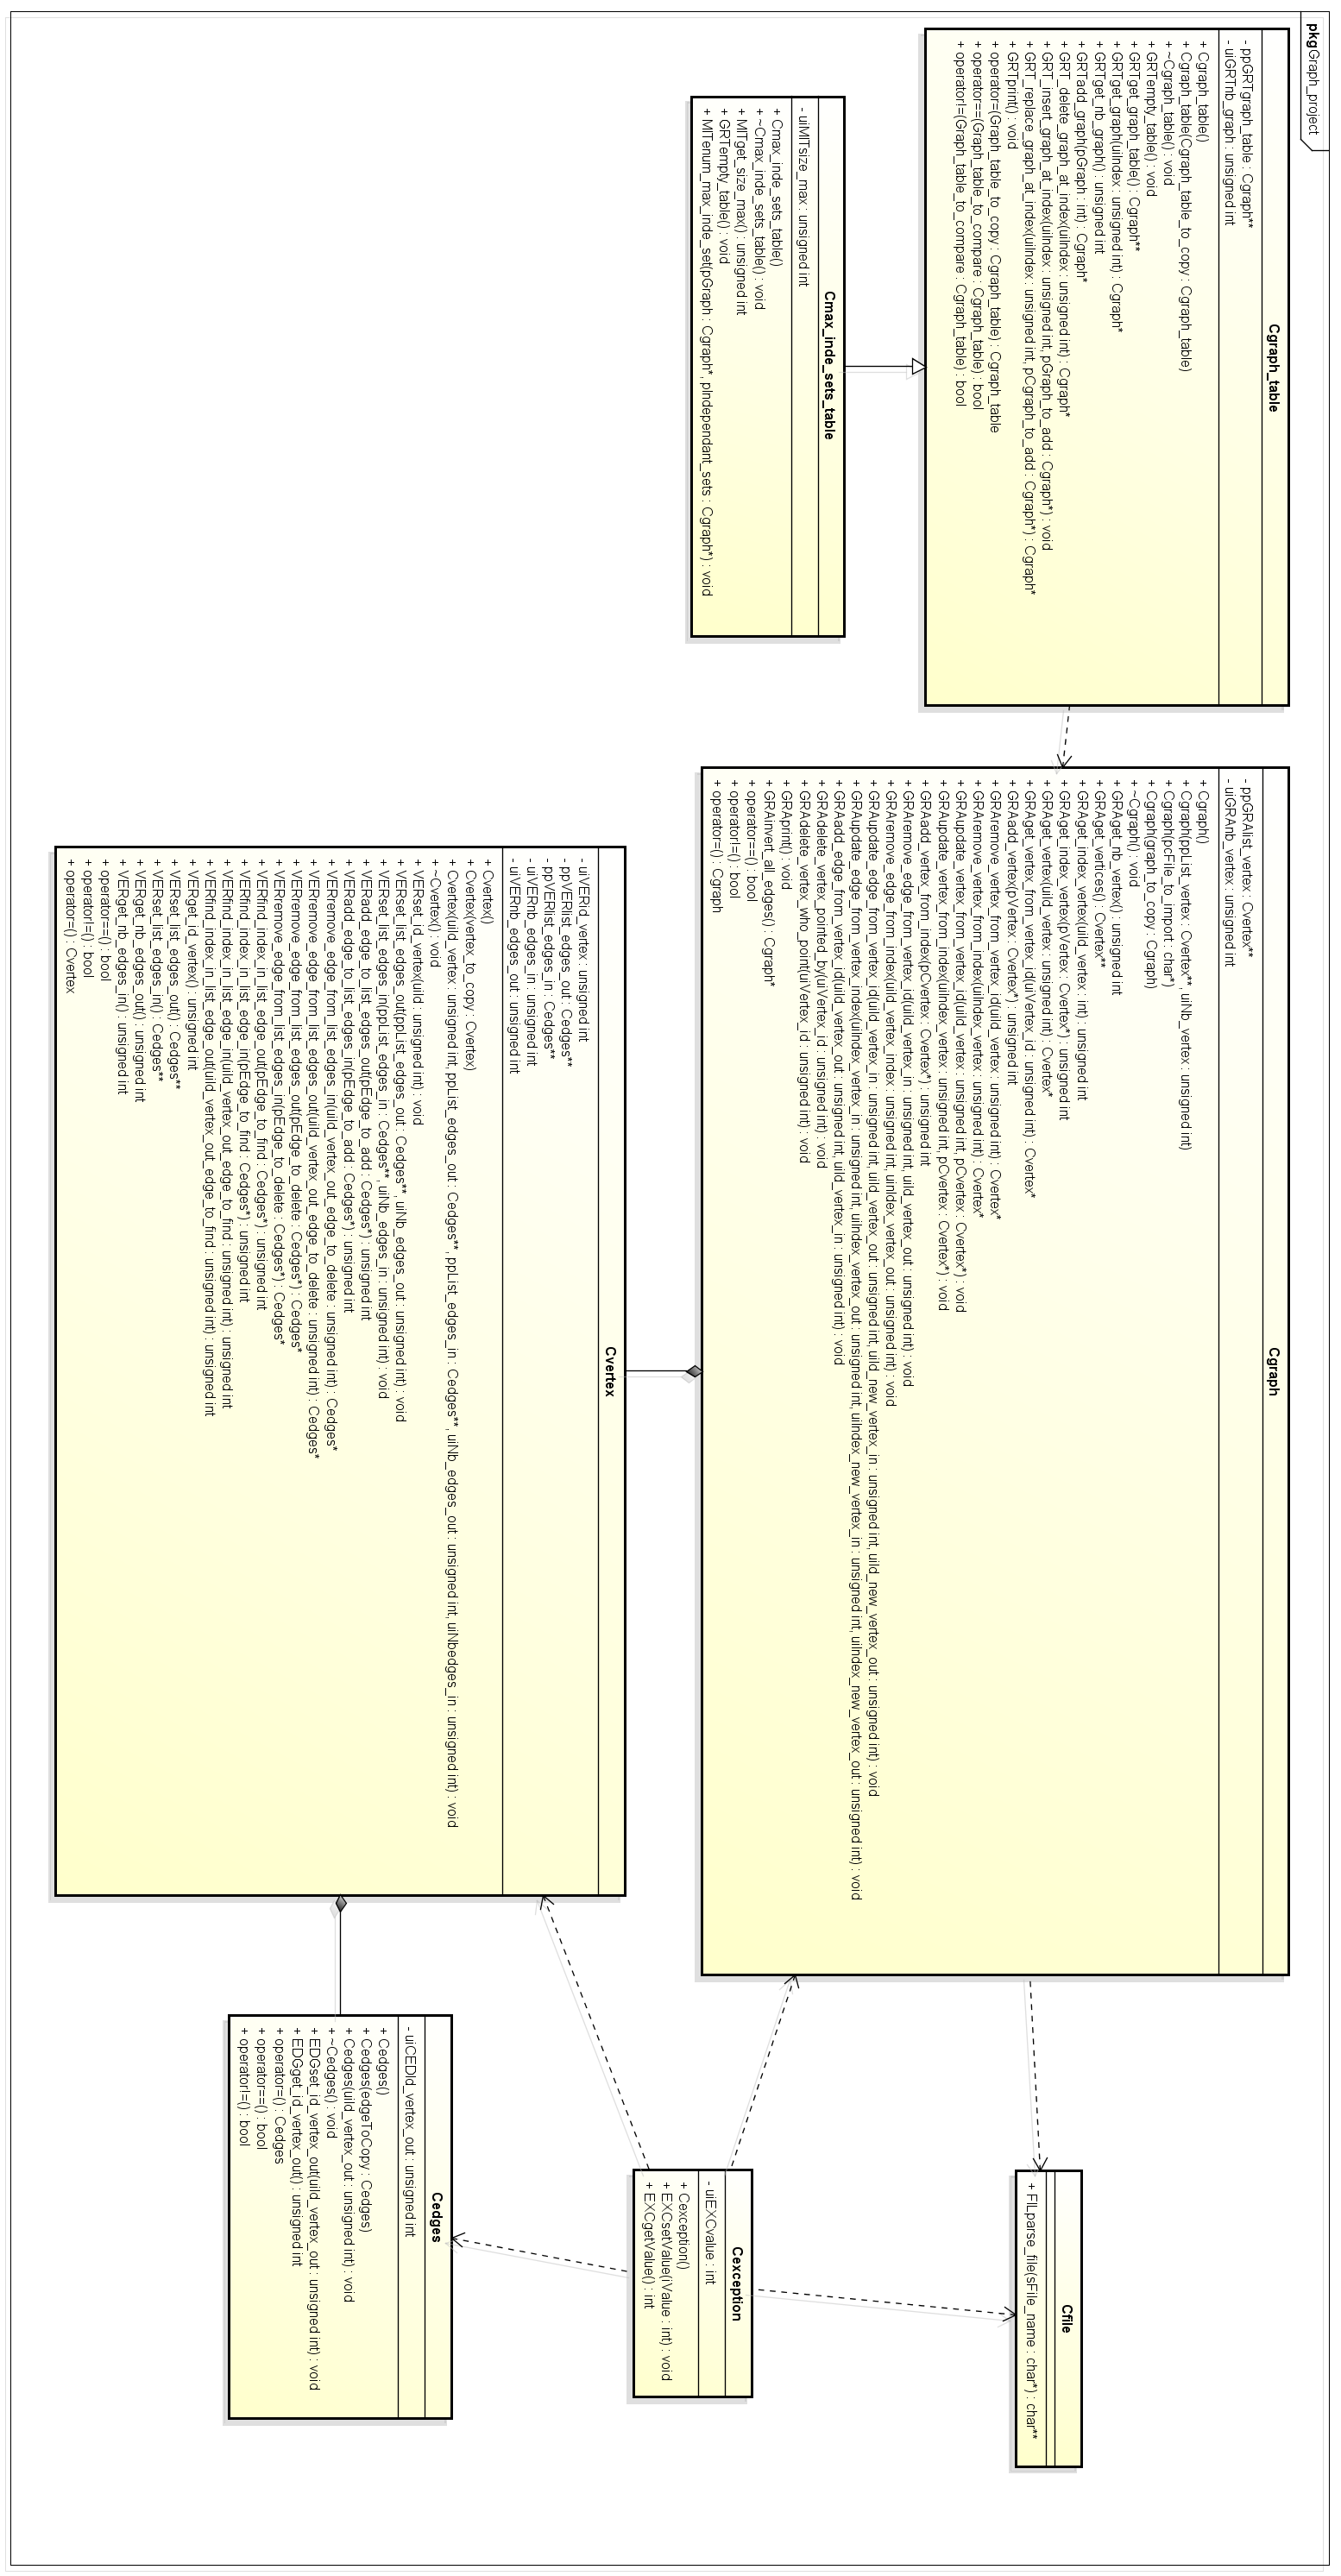 pkgGraph_project
Cgraph_table
- ppGRTgraph_table : Cgraph**
- uiGRTnb_graph : unsigned int
+ Cgraph_table()
+ Cgraph_table(Cgraph_table_to_copy : Cgraph_table)
+ ~Cgraph_table() : void
+ GRTempty_table() : void
+ GRTget_graph_table() : Cgraph**
+ GRTget_graph(uiIndex : unsigned int) : Cgraph*
+ GRTget_nb_graph() : unsigned int
+ GRTadd_graph(pGraph : int) : Cgraph*
+ GRT_delete_graph_at_index(uiIndex : unsigned int) : Cgraph*
+ GRT_insert_graph_at_index(uiIndex : unsigned int, pGraph_to_add : Cgraph*) : void
+ GRT_replace_graph_at_index(uiIndex : unsigned int, pCgraph_to_add : Cgraph*) : Cgraph*
+ GRTprint() : void
+ operator=(Graph_table_to_copy : Cgraph_table) : Cgraph_table
+ operator==(Graph_table_to_compare : Cgraph_table) : bool
+ operator!=(Graph_table_to_compare : Cgraph_table) : bool
Cmax_inde_sets_table
- uiMITsize_max : unsigned int
+ Cmax_inde_sets_table()
+ ~Cmax_inde_sets_table() : void
+ MITget_size_max() : unsigned int
+ GRTempty_table() : void
+ MITenum_max_inde_set(pGraph : Cgraph*, pIndependant_sets : Cgraph*) : void
Cgraph
- ppGRAlist_vertex : Cvertex**
- uiGRAnb_vertex : unsigned int
+ Cgraph()
+ Cgraph(ppList_vertex : Cvertex**, uiNb_vertex : unsigned int)
+ Cgraph(pcFile_to_import : char*)
+ Cgraph(graph_to_copy : Cgraph)
+ ~Cgraph() : void
+ GRAget_nb_vertex() : unsigned int
+ GRAget_vertices() : Cvertex**
+ GRAget_index_vertex(uiId_vertex : int) : unsigned int
+ GRAget_index_vertex(pVertex : Cvertex*) : unsigned int
+ GRAget_vertex(uiId_vertex : unsigned int) : Cvertex*
+ GRAget_vertex_from_vertex_id(uiVertex_id : unsigned int) : Cvertex*
+ GRAadd_vertex(pVertex : Cvertex*) : unsigned int
+ GRAremove_vertex_from_vertex_id(uiId_vertex : unsigned int) : Cvertex*
+ GRAremove_vertex_from_index(uiIndex_vertex : unsigned int) : Cvertex*
+ GRAupdate_vertex_from_vertex_id(uiId_vertex : unsigned int, pCvertex : Cvertex*) : void
+ GRAupdate_vertex_from_index(uiIndex_vertex : unsigned int, pCvertex : Cvertex*) : void
+ GRAadd_vertex_from_index(pCvertex : Cvertex*) : unsigned int
+ GRAremove_edge_from_vertex_id(uiId_vertex_in : unsigned int, uiId_vertex_out : unsigned int) : void
+ GRAremove_edge_from_index(uiId_vertex_index : unsigned int, uinIdex_vertex_out : unsigned int) : void
+ GRAupdate_edge_from_vertex_id(uiId_vertex_in : unsigned int, uiId_vertex_out : unsigned int, uiId_new_vertex_in : unsigned int, uiId_new_vertex_out : unsigned int) : void
+ GRAupdate_edge_from_vertex_index(uiIndex_vertex_in : unsigned int, uiIndex_vertex_out : unsigned int, uiIndex_new_vertex_in : unsigned int, uiIndex_new_vertex_out : unsigned int) : void
+ GRAadd_edge_from_vertex_id(uiId_vertex_out : unsigned int, uiId_vertex_in : unsigned int) : void
+ GRAdelete_vertex_pointed_by(uiVertex_id : unsigned int) : void
+ GRAdelete_vertex_who_point(uiVertex_id : unsigned int) : void
+ GRAprint() : void
+ GRAinvert_all_edges() : Cgraph*
+ operator==() : bool
+ operator!=() : bool
+ operator=() : Cgraph
Cvertex
- uiVERid_vertex : unsigned int
- ppVERlist_edges_out : Cedges**
- ppVERlist_edges_in : Cedges**
- uiVERnb_edges_in : unsigned int
- uiVERnb_edges_out : unsigned int
+ Cvertex()
+ Cvertex(vertex_to_copy : Cvertex)
+ Cvertex(uiId_vertex : unsigned int, ppList_edges_out : Cedges**, ppList_edges_in : Cedges**, uiNb_edges_out : unsigned int, uiNbedges_in : unsigned int) : void
+ ~Cvertex() : void
+ VERset_id_vertex(uiId : unsigned int) : void
+ VERset_list_edges_out(ppList_edges_out : Cedges**, uiNb_edges_out : unsigned int) : void
+ VERset_list_edges_in(ppList_edges_in : Cedges**, uiNb_edges_in : unsigned int) : void
+ VERadd_edge_to_list_edges_out(pEdge_to_add : Cedges*) : unsigned int
+ VERadd_edge_to_list_edges_in(pEdge_to_add : Cedges*) : unsigned int
+ VERremove_edge_from_list_edges_in(uiId_vertex_out_edge_to_delete : unsigned int) : Cedges*
+ VERremove_edge_from_list_edges_out(uiId_vertex_out_edge_to_delete : unsigned int) : Cedges*
+ VERremove_edge_from_list_edges_out(pEdge_to_delete : Cedges*) : Cedges*
+ VERremove_edge_from_list_edges_in(pEdge_to_delete : Cedges*) : Cedges*
+ VERfind_index_in_list_edge_out(pEdge_to_find : Cedges*) : unsigned int
+ VERfind_index_in_list_edge_in(pEdge_to_find : Cedges*) : unsigned int
+ VERfind_index_in_list_edge_in(uiId_vertex_out_edge_to_find : unsigned int) : unsigned int
+ VERfind_index_in_list_edge_out(uiId_vertex_out_edge_to_find : unsigned int) : unsigned int
+ VERget_id_vertex() : unsigned int
+ VERset_list_edges_out() : Cedges**
+ VERset_list_edges_in() : Cedges**
+ VERget_nb_edges_out() : unsigned int
+ VERget_nb_edges_in() : unsigned int
+ operator==() : bool
+ operator!=() : bool
+ operator=() : Cvertex
Cfile
+ FILparse_file(sFile_name : char*) : char**
Cexception
- uiEXCvalue : int
+ Cexception()
+ EXCsetValue(iValue : int) : void
+ EXCgetValue() : int
Cedges
- uiCEDId_vertex_out : unsigned int
+ Cedges()
+ Cedges(edgeToCopy : Cedges)
+ Cedges(uiId_vertex_out : unsigned int) : void
+ ~Cedges() : void
+ EDGset_id_vertex_out(uiId_vertex_out : unsigned int) : void
+ EDGget_id_vertex_out() : unsigned int
+ operator=() : Cedges
+ operator==() : bool
+ operator!=() : bool